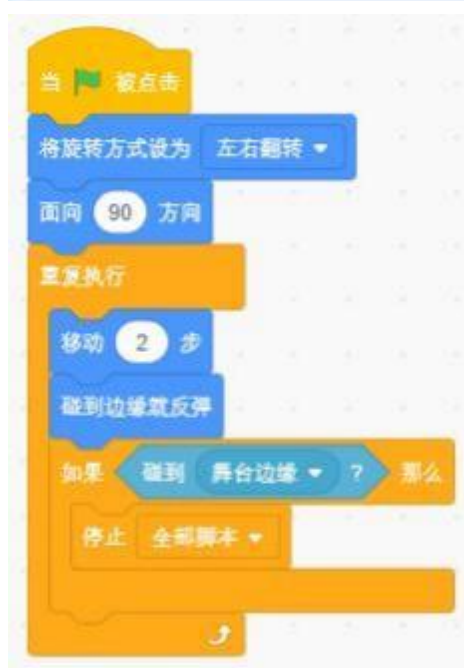 当 被点击
将旋转方式设为 左右翻转
面向 90 方向
重复执行
移动 2 步
碰到边缘就反弹
如果 碰到 舞台边缘 ? 那么
停止 全部脚本